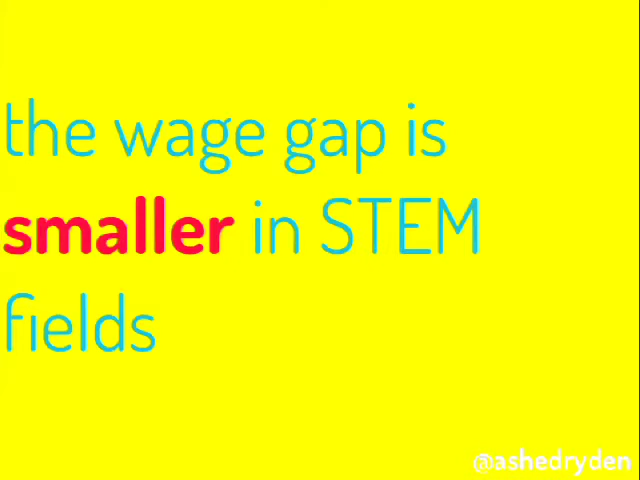 the wage gap is
smaller in STEM
fields
@ashedryden